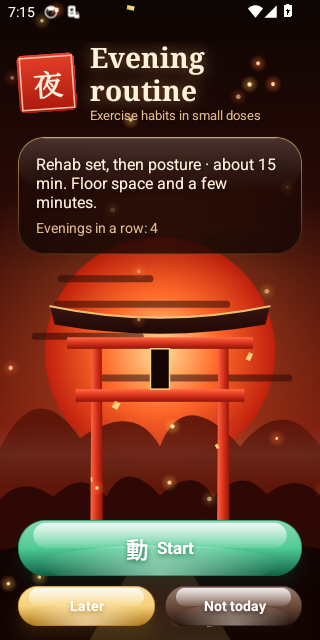 7:15
夜
Evening
routine
Exercise habits in small doses
Rehab set, then posture · about 15
min. Floor space and a few
minutes.
Evenings in a row: 4
動 Start
Later
Not today